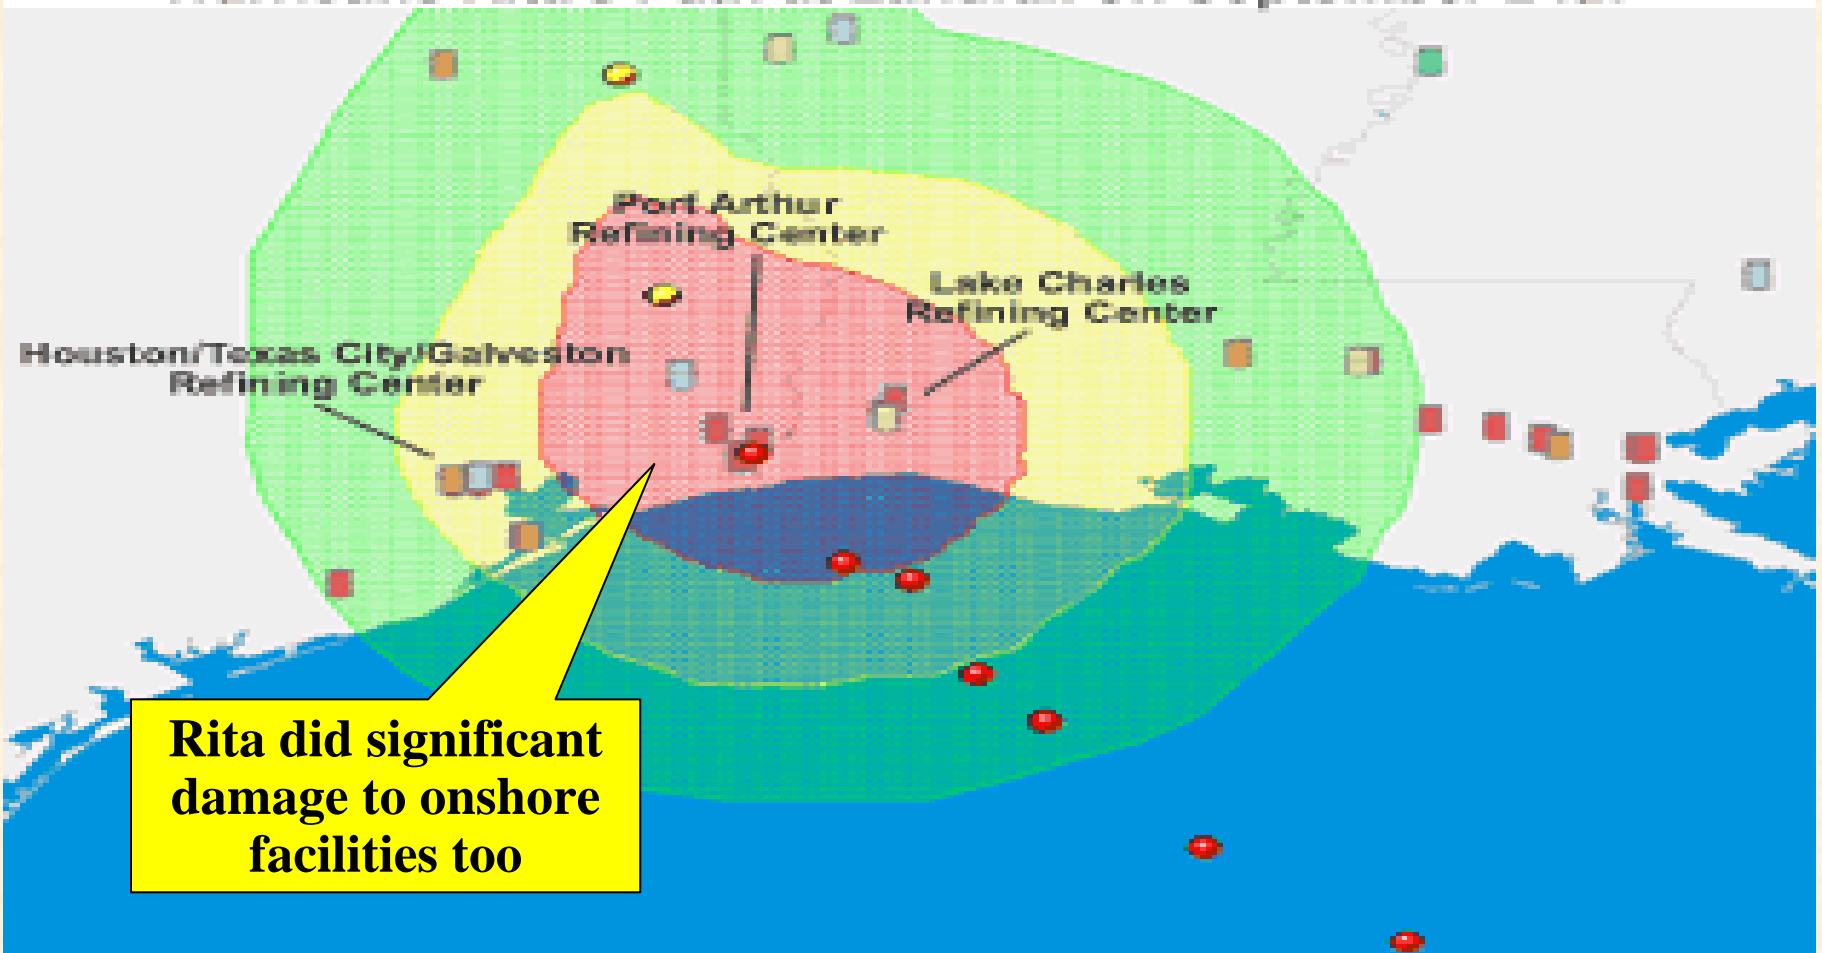 Port Arthur
Refining Center
Lake Charles
Refining Center
Houston/Texas City/Galveston
Refining Center
Rita did significant
damage to onshore
facilities too